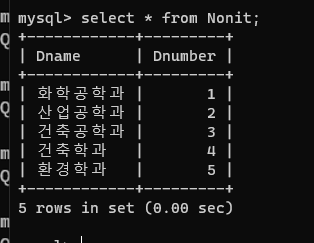 mysql> select * from Nonit;
+-----------+---------+
| Dname | Dnumber |
+-----------+---------+
| 화학공학과 | 1 |
| 산업공학과 | 2 |
| 건축공학과 | 3 |
| 건축학과 | 4 |
| 환경학과 | 5 |
+-----------+---------+
5 rows in set (0.00 sec)